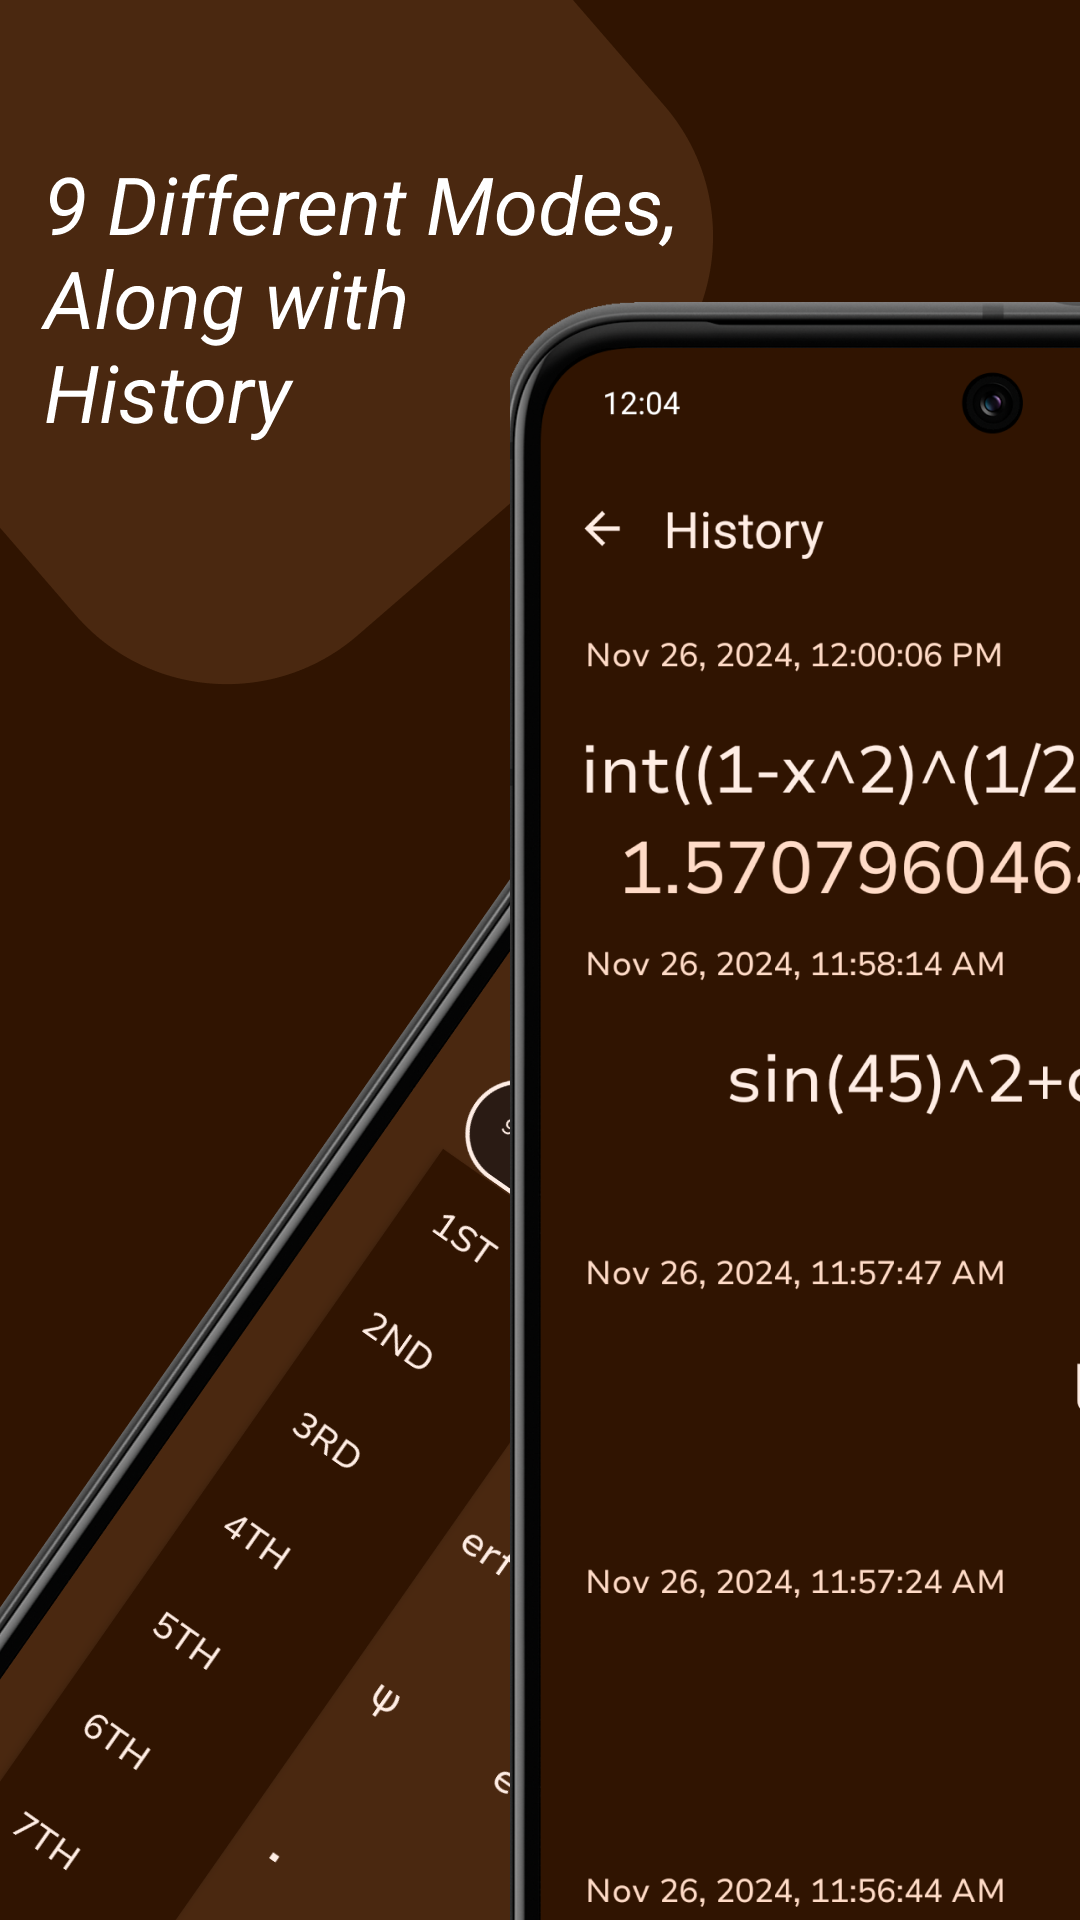 9 Different Modes,
Along with
History
12:04
History
Nov 26, 2024, 12:00:06 PM
int((1-x^2)^(1/2
1.570796046
Nov 26, 2024, 11:58:14 AM
sin(45)^2+
Nov 26, 2024, 11:57:47 AM
Nov 26, 2024, 11:57:24 AM
Nov 26, 2024, 11:56:44 AM
1ST
2ND
3RD
4TH
5TH
6TH
7TH
erf
ψ
e
.